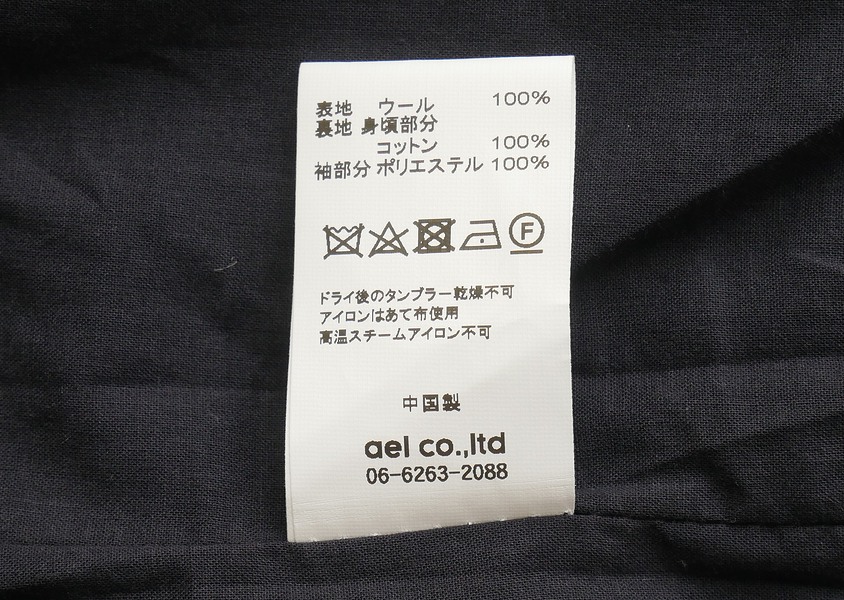 表地 ウール 100%
裏地 身頃部分
コットン 100%
袖部分 ポリエステル 100%
F
ドライ後のタンブラー乾燥不可
アイロンはあて布使用
高温スチームアイロン不可
中国製
ael co.,ltd
06-6263-2088